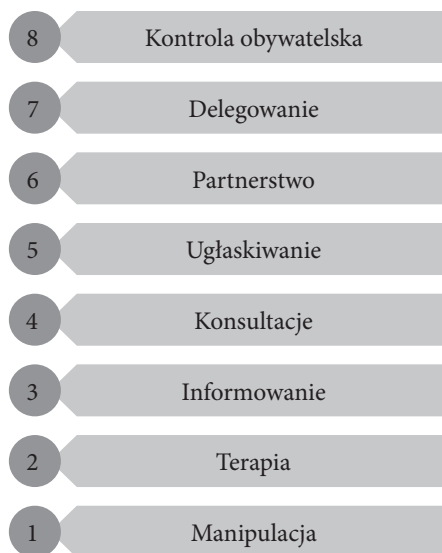 8 Kontrola obywatelska
7 Delegowanie
6 Partnerstwo
5 Ugłaskiwanie
4 Konsultacje
3 Informowanie
2 Terapia
1 Manipulacja